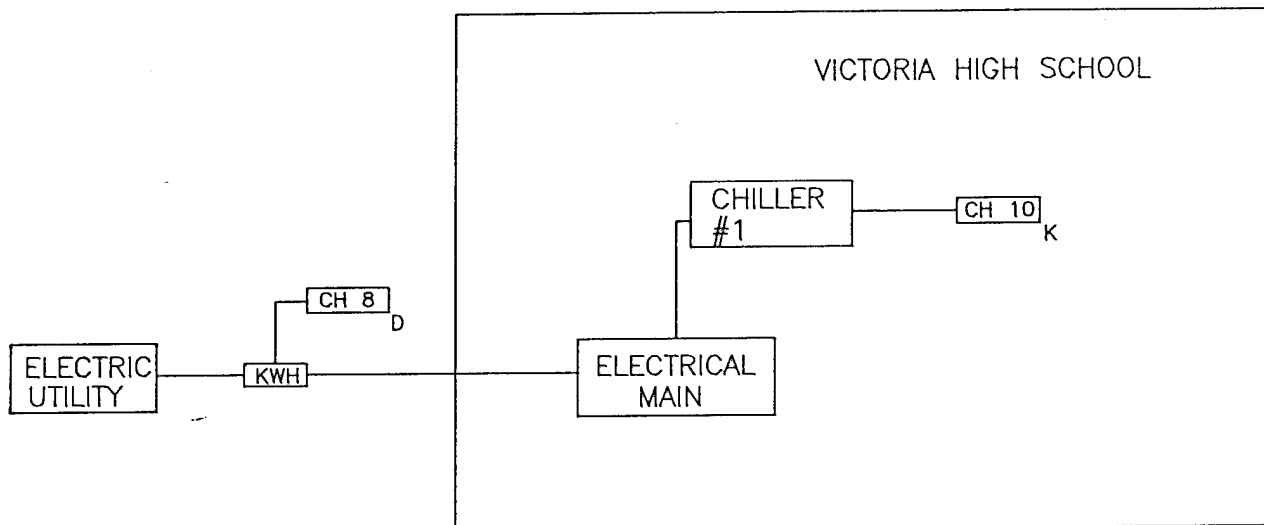 VICTORIA HIGH SCHOOL
CHILLER
#1
CH 10
K
CH 8
D
ELECTRIC
UTILITY
KWH
ELECTRICAL
MAIN